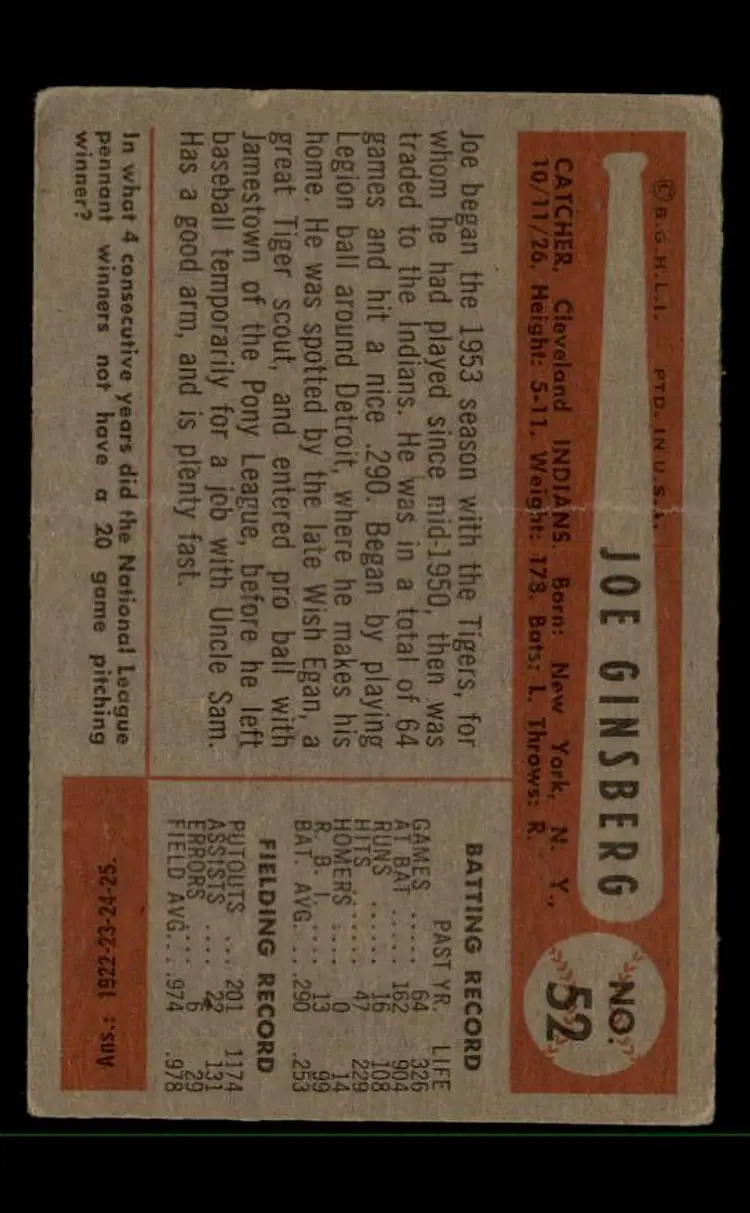 © B.G.H.L.I. PTD. IN U.S.A.
JOE GINSBERG
NO.
52
CATCHER, Cleveland INDIANS. Born: New York, N. Y.,
10/11/26, Height: 5-11. Weight: 173. Bats: L. Throws: R.
Joe began the 1953 season with the Tigers, for
whom he had played since mid-1950, then was
traded to the Indians. He was in a total of 64
games and hit a nice .290. Began by playing
Legion ball around Detroit, where he makes his
home. He was spotted by the late Wish Egan, a
great Tiger scout, and entered pro ball with
Jamestown of the Pony League, before he left
baseball temporarily for a job with Uncle Sam.
Has a good arm, and is plenty fast.
BATTING RECORD
PAST YR. LIFE
GAMES ..... 64 326
AT BAT ..... 162 904
RUNS ...... 16 108
HITS ...... 47 229
HOMERS ..... 0 14
R. B. I. .... 13 99
BAT. AVG. ... .290 .253
FIELDING RECORD
PUTOUTS ... 201 1174
ASSISTS .... 22 131
ERRORS .... 6 29
FIELD AVG... .974 .978
In what 4 consecutive years did the National League
pennant winners not have a 20 game pitching
winner?
Ans : 1922-23-24-25.